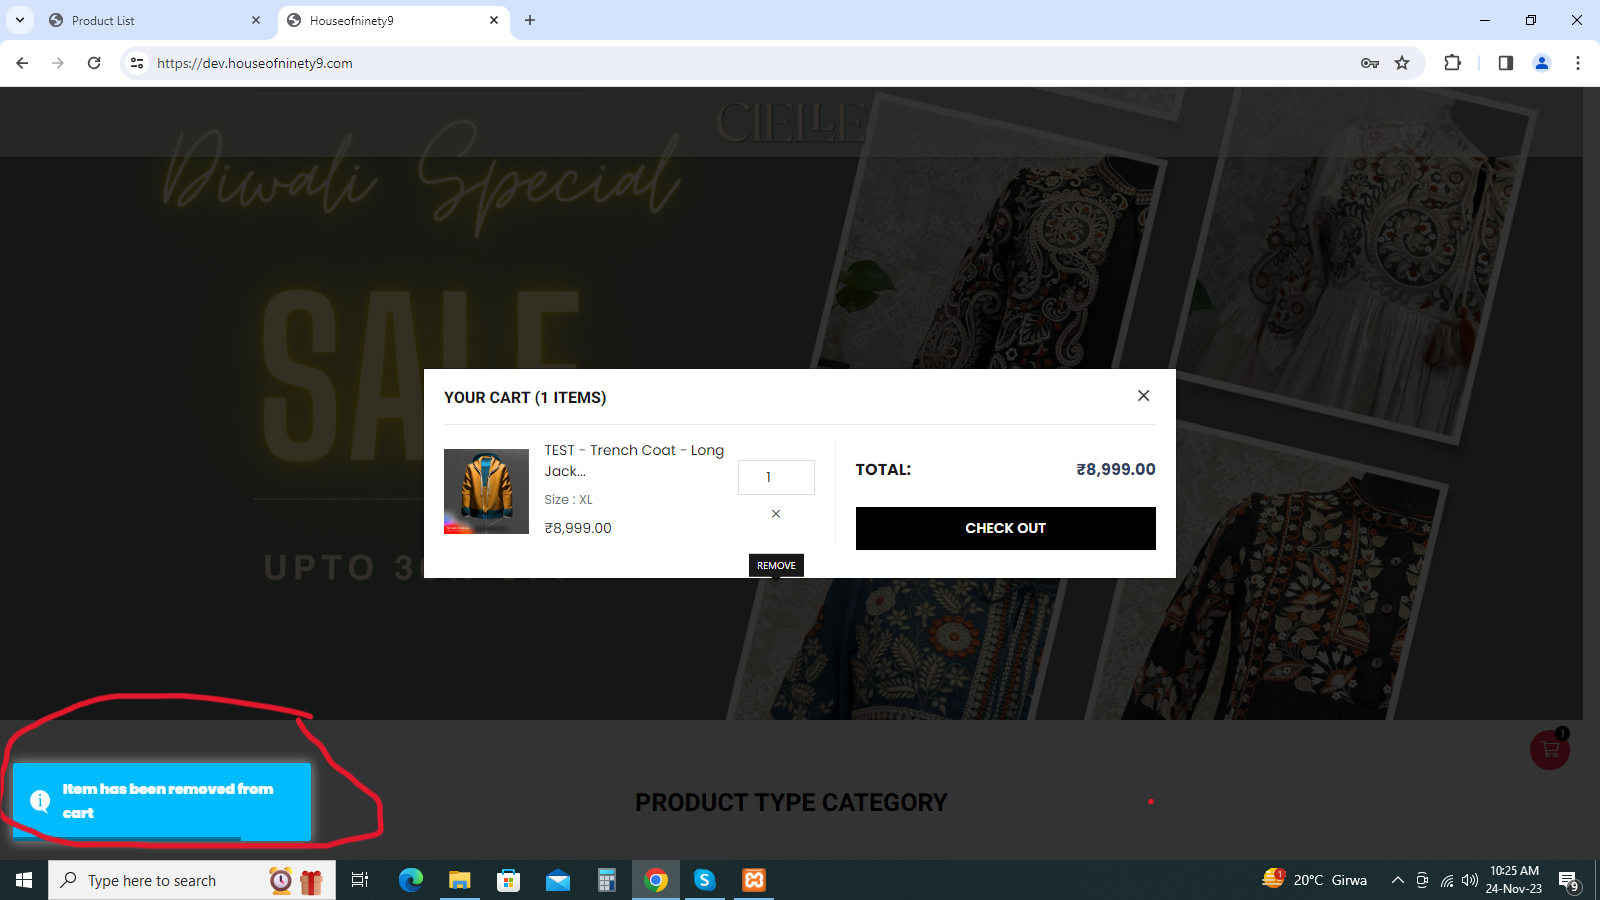 Product List
Houseofninety9
https://dev.houseofninety9.com
CIELLE
Diwali Special
SALE
UPTO 30% OFF
YOUR CART (1 ITEMS)
TEST - Trench Coat - Long
Jack...
Size : XL
₹8,999.00
1
REMOVE
TOTAL:
₹8,999.00
CHECK OUT
1
Item has been removed from
cart
PRODUCT TYPE CATEGORY
Type here to search
1
20°C Girwa
10:25 AM
24-Nov-23
9